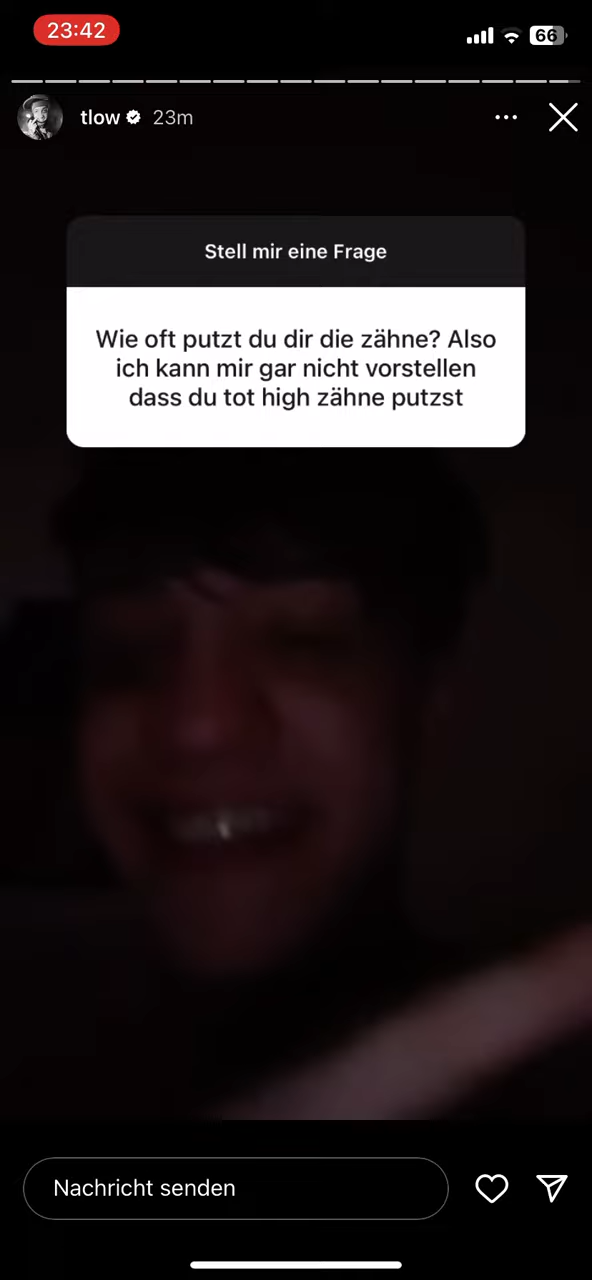 23:42
66
tlow 23m
Stell mir eine Frage
Wie oft putzt du dir die zähne? Also
ich kann mir gar nicht vorstellen
dass du tot high zähne putzst
Nachricht senden